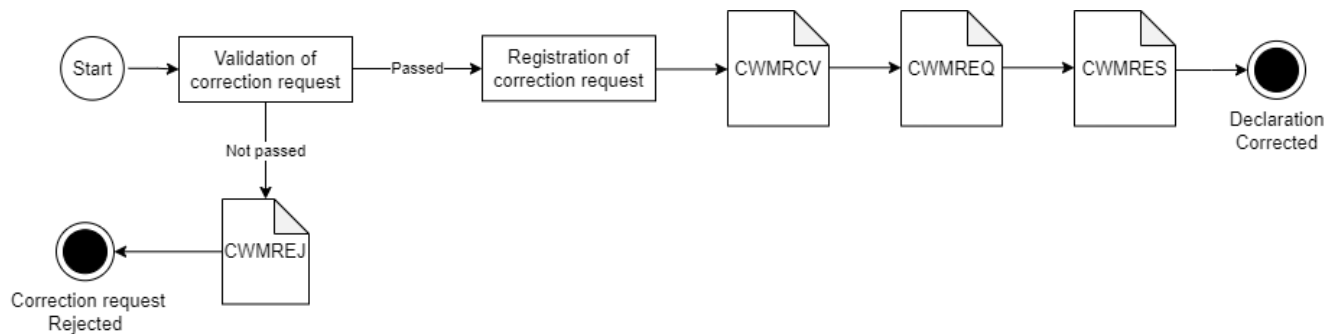 Start
Validation of
correction request
Passed
Registration of
correction request
CWMRCV
CWMREQ
CWMRES
Declaration
Corrected
Not passed
CWMREJ
Correction request
Rejected